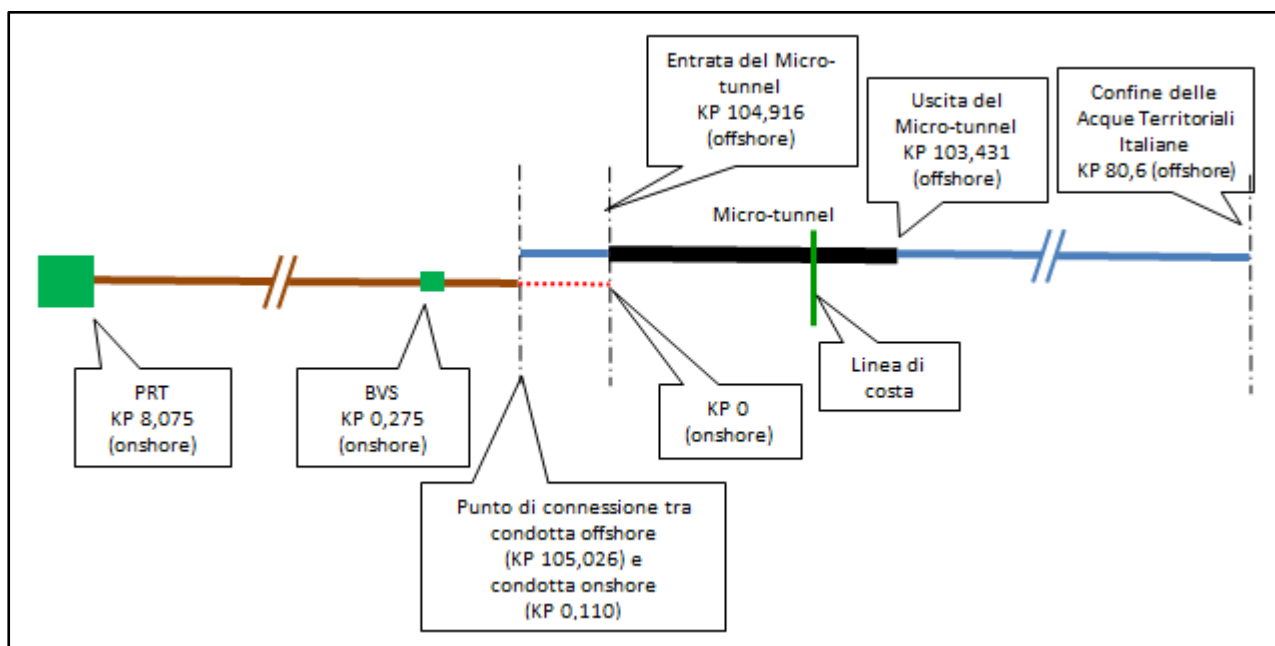 Entrata del Micro-
tunnel
KP 104,916
(offshore)
Uscita del
Micro-tunnel
KP 103,431
(offshore)
Confine delle
Acque Territoriali
Italiane
KP 80,6 (offshore)
Micro-tunnel
PRT
KP 8,075
(onshore)
BVS
KP 0,275
(onshore)
Punto di connessione tra
condotta offshore
(KP 105,026) e
condotta onshore
(KP 0,110)
KP 0
(onshore)
Linea di
costa